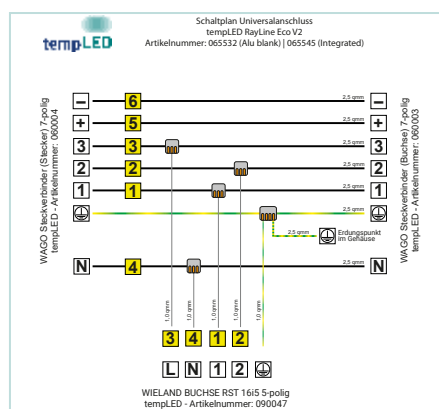 tempLED
Schaltplan Universalanschluss
tempLED RayLine Eco V2
Artikelnummer: 065532 (Alu blank) | 065545 (Integrated)
WAGO Steckverbinder (Stecker) 7-polig
tempLED - Artikelnummer: 060004
− 6 2,5 qmm −
+ 5 2,5 qmm +
3 3 2,5 qmm 3
2 2 2,5 qmm 2
1 1 2,5 qmm 1
2,5 qmm
2,5 qmm Erdungspunkt
im Gehäuse
N 4 2,5 qmm N
WAGO Steckverbinder (Buchse) 7-polig
tempLED - Artikelnummer: 060003
1,0 qmm 1,0 qmm 1,0 qmm 1,0 qmm 1,0 qmm
3 4 1 2
L N 1 2
WIELAND BUCHSE RST 16i5 5-polig
tempLED - Artikelnummer: 090047